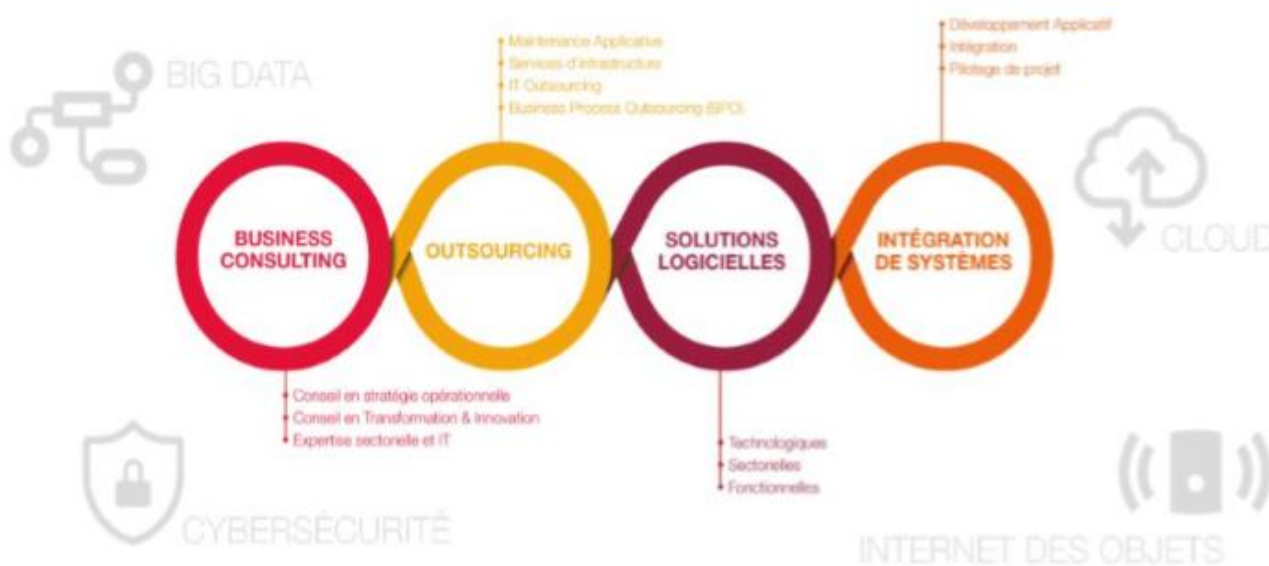 Développement Applicatif
Intégration
Pilotage de projet
Maintenance Applicative
Services d'infrastructure
IT Outsourcing
Business Process Outsourcing (BPO)
BIG DATA
CLOUD
BUSINESS
CONSULTING
OUTSOURCING
SOLUTIONS
LOGICIELLES
INTÉGRATION
DE SYSTÈMES
Conseil en stratégie opérationnelle
Conseil en Transformation & Innovation
Expertise sectorielle et IT
Technologiques
Sectorielles
Fonctionnelles
CYBERSÉCURITÉ
INTERNET DES OBJETS